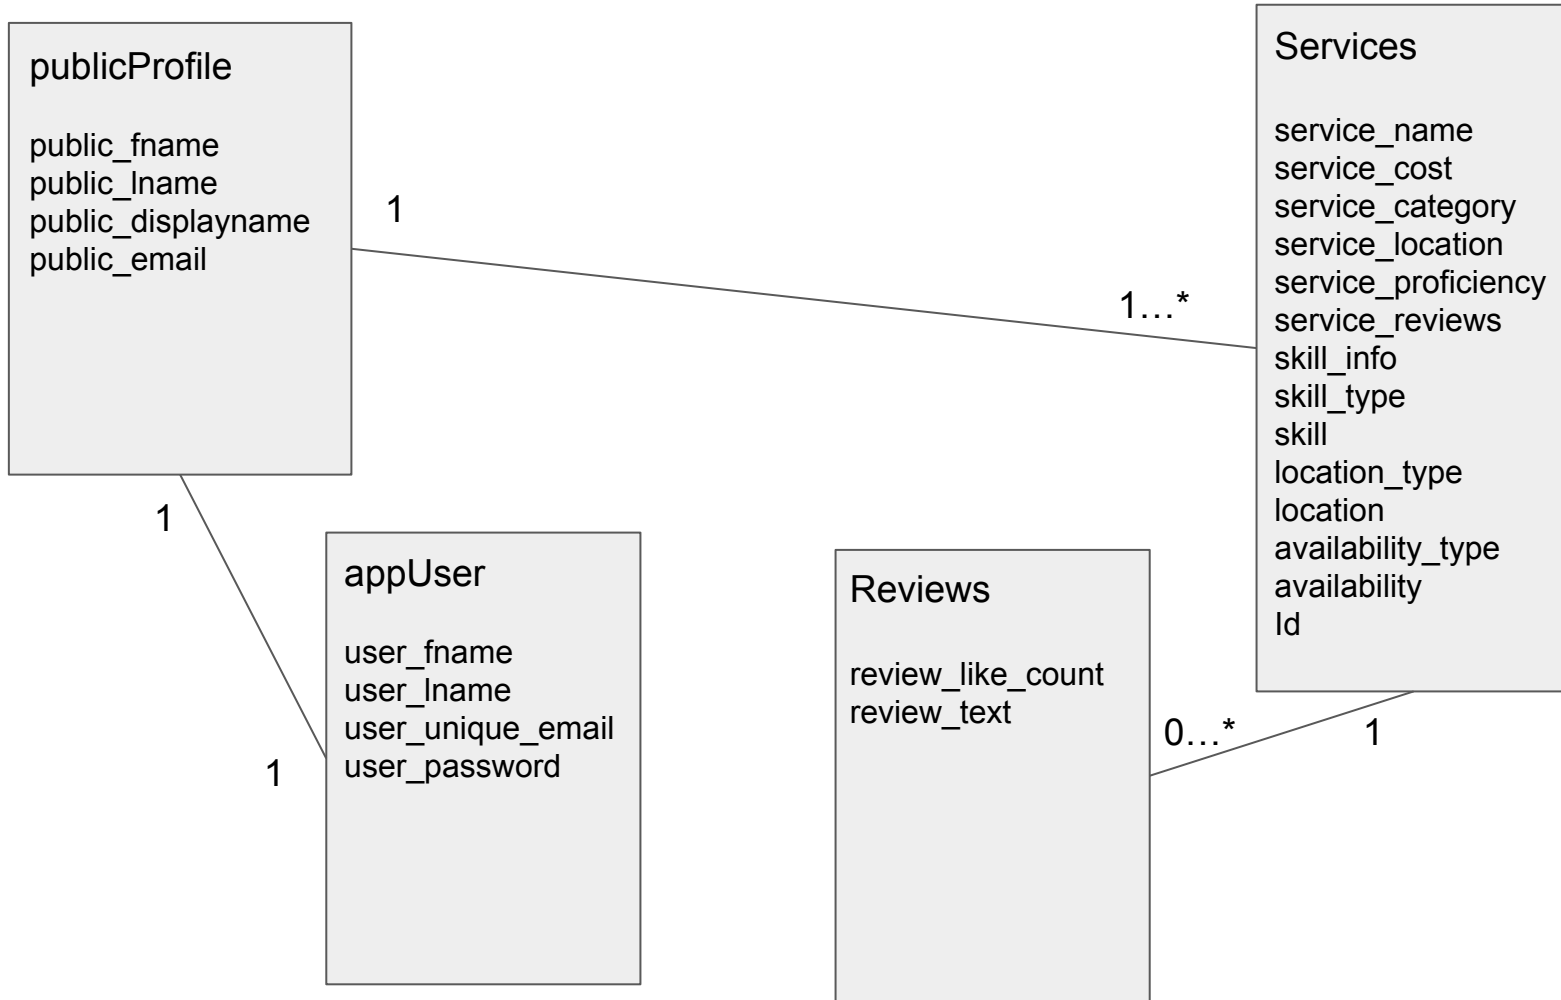 publicProfile
public_fname
public_lname
public_displayname
public_email
1
1…*
1
1
Services
service_name
service_cost
service_category
service_location
service_proficiency
service_reviews
skill_info
skill_type
skill
location_type
location
availability_type
availability
Id
appUser
user_fname
user_lname
user_unique_email
user_password
Reviews
review_like_count
review_text
0…*
1